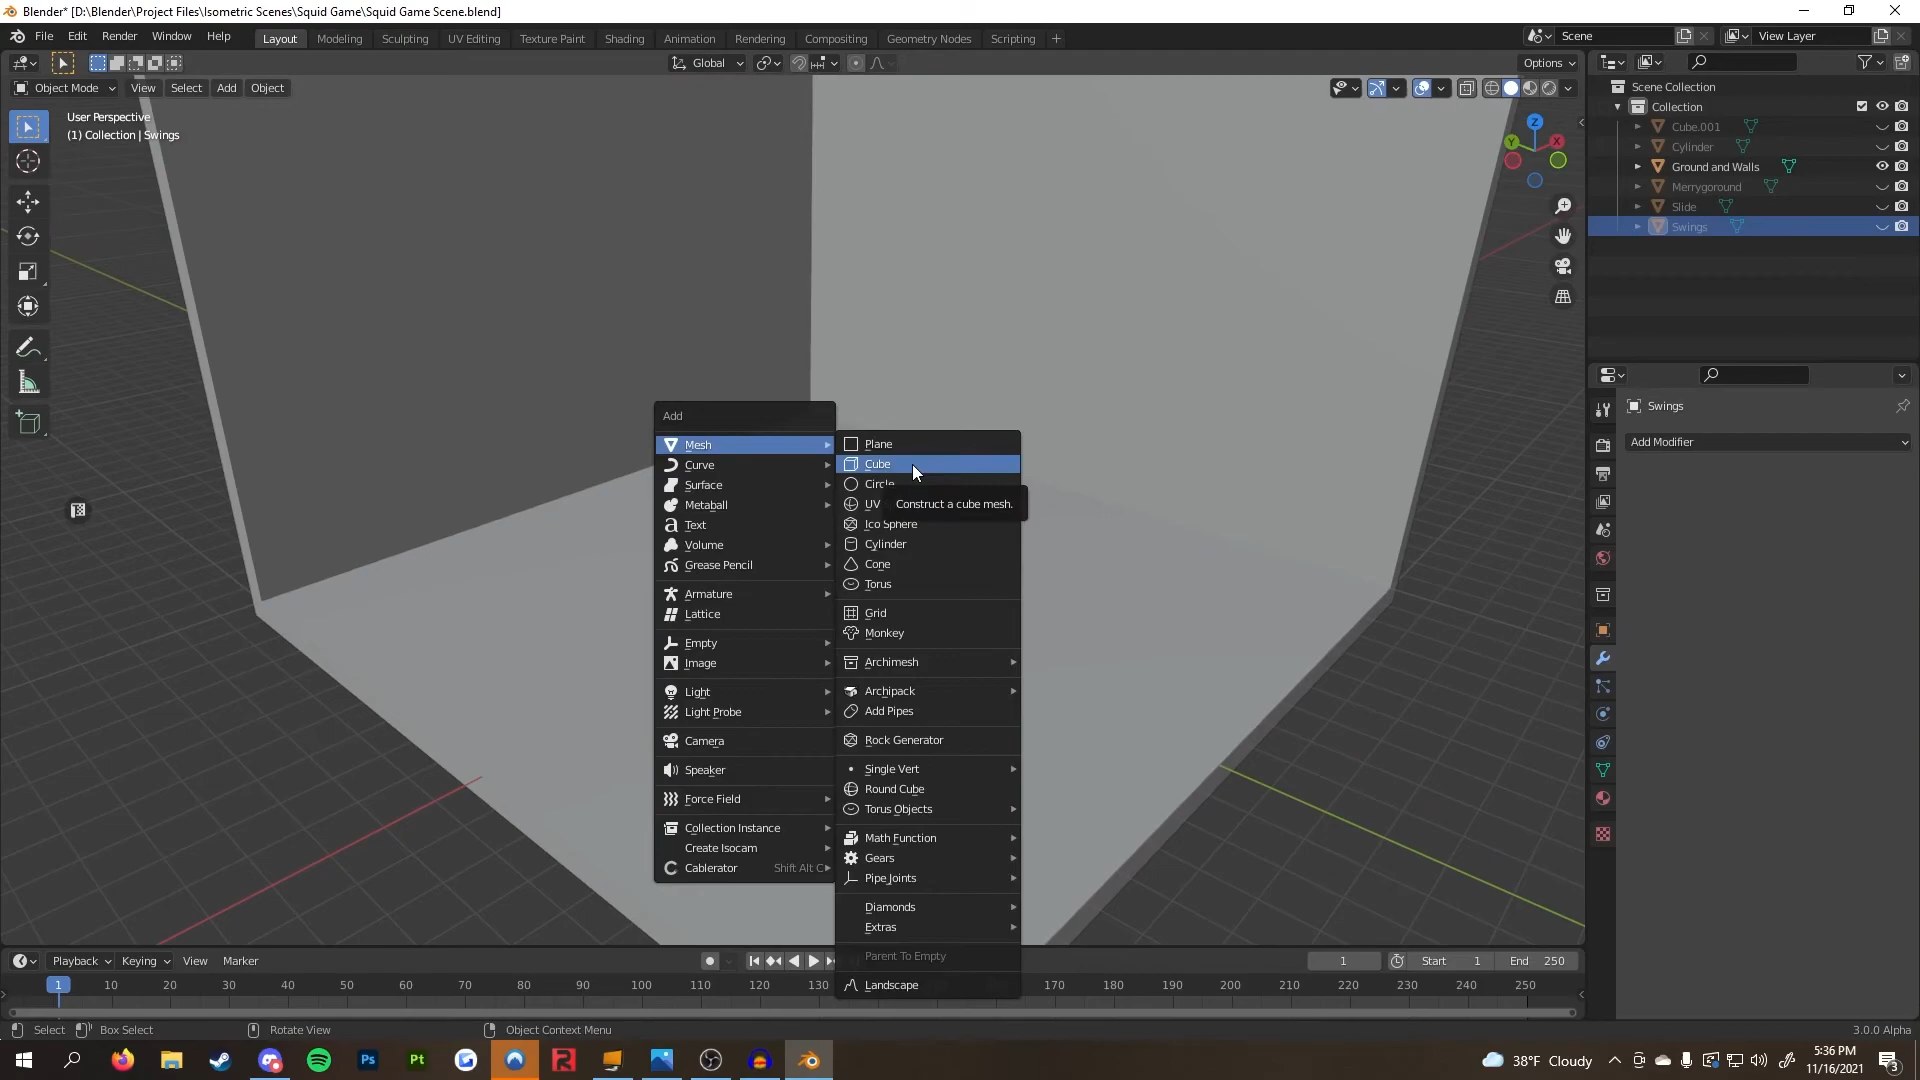 Blender* [D:\Blender\Project Files\Isometric Scenes\Squid Game\Squid Game Scene.blend]
File Edit Render Window Help Layout Modeling Sculpting UV Editing Texture Paint Shading Animation Rendering Compositing Geometry Nodes Scripting + Scene View Layer
Global Options
Object Mode View Select Add Object
User Perspective
(1) Collection | Swings
Z
Y
X
Scene Collection
Collection
Cube.001
Cylinder
Ground and Walls
Merrygoround
Slide
Swings
Swings
Add Modifier
Add
Mesh
Curve
Surface
Metaball
Text
Volume
Grease Pencil
Armature
Lattice
Empty
Image
Light
Light Probe
Camera
Speaker
Force Field
Collection Instance
Create Isocam
Cablerator Shift Alt C
Plane
Cube
Circle
UV
Construct a cube mesh.
Ico Sphere
Cylinder
Cone
Torus
Grid
Monkey
Archimesh
Archipack
Add Pipes
Rock Generator
Single Vert
Round Cube
Torus Objects
Math Function
Gears
Pipe Joints
Diamonds
Extras
Parent To Empty
Landscape
Playback Keying View Marker 1 Start 1 End 250
1 10 20 30 40 50 60 70 80 90 100 110 120 130 170 180 190 200 210 220 230 240 250
Select Box Select Rotate View Object Context Menu 3.0.0 Alpha
Ps Pt 38°F Cloudy 5:36 PM
11/16/2021
3